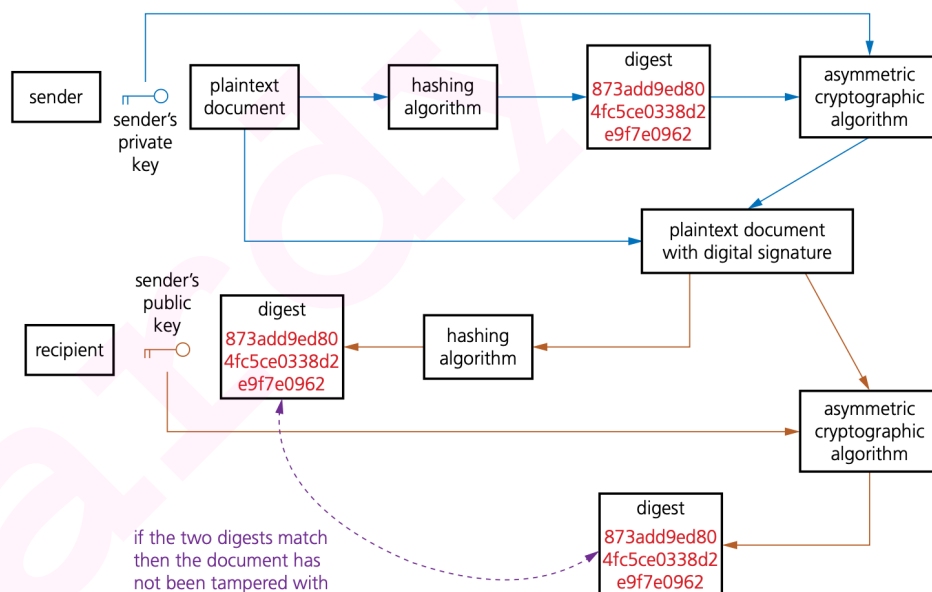 sender
sender's
private
key
plaintext
document
hashing
algorithm
digest
873add9ed80
4fc5ce0338d2
e9f7e0962
asymmetric
cryptographic
algorithm
plaintext document
with digital signature
recipient
sender's
public
key
digest
873add9ed80
4fc5ce0338d2
e9f7e0962
hashing
algorithm
asymmetric
cryptographic
algorithm
digest
873add9ed80
4fc5ce0338d2
e9f7e0962
if the two digests match
then the document has
not been tampered with